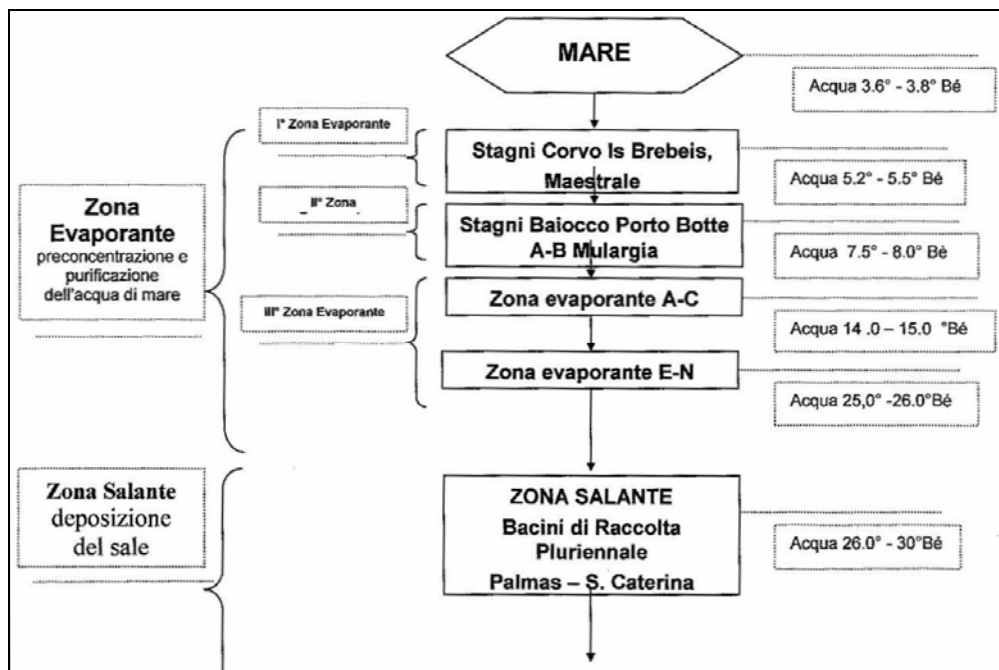 MARE
Acqua 3.6° - 3.8° Bé
I° Zona Evaporante
Stagni Corvo Is Brebeis,
Maestrale
Acqua 5.2° - 5.5° Bé
Zona
Evaporante
preconcentrazione e
purificazione
dell'acqua di mare
II° Zona
Stagni Baiocco Porto Botte
A-B Mulargia
Acqua 7.5° - 8.0° Bé
III° Zona Evaporante
Zona evaporante A-C
Acqua 14 .0 – 15.0 °Bé
Zona evaporante E-N
Acqua 25,0° -26.0°Bé
Zona Salante
deposizione
del sale
ZONA SALANTE
Bacini di Raccolta
Pluriennale
Palmas – S. Caterina
Acqua 26.0° - 30°Bé